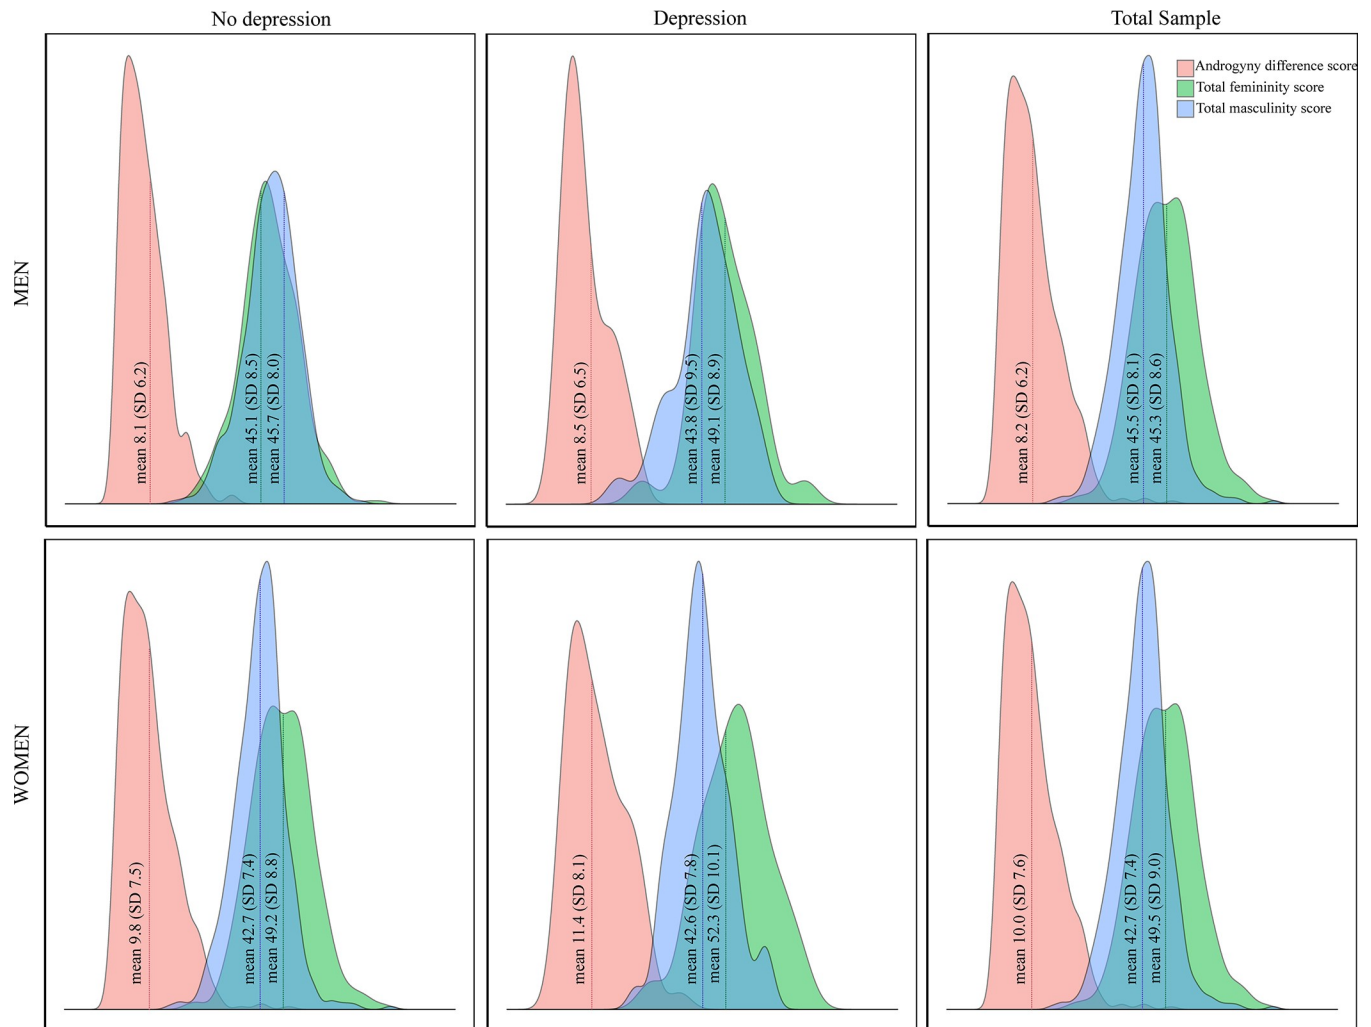 No depression
Depression
Total Sample
Androgyny difference score
Total femininity score
Total masculinity score
MEN
mean 8.1 (SD 6.2)
mean 45.1 (SD 8.5)
mean 45.7 (SD 8.0)
mean 8.5 (SD 6.5)
mean 43.8 (SD 9.5)
mean 49.1 (SD 8.9)
mean 8.2 (SD 6.2)
mean 45.5 (SD 8.1)
mean 45.3 (SD 8.6)
WOMEN
mean 9.8 (SD 7.5)
mean 42.7 (SD 7.4)
mean 49.2 (SD 8.8)
mean 11.4 (SD 8.1)
mean 42.6 (SD 7.8)
mean 52.3 (SD 10.1)
mean 10.0 (SD 7.6)
mean 42.7 (SD 7.4)
mean 49.5 (SD 9.0)